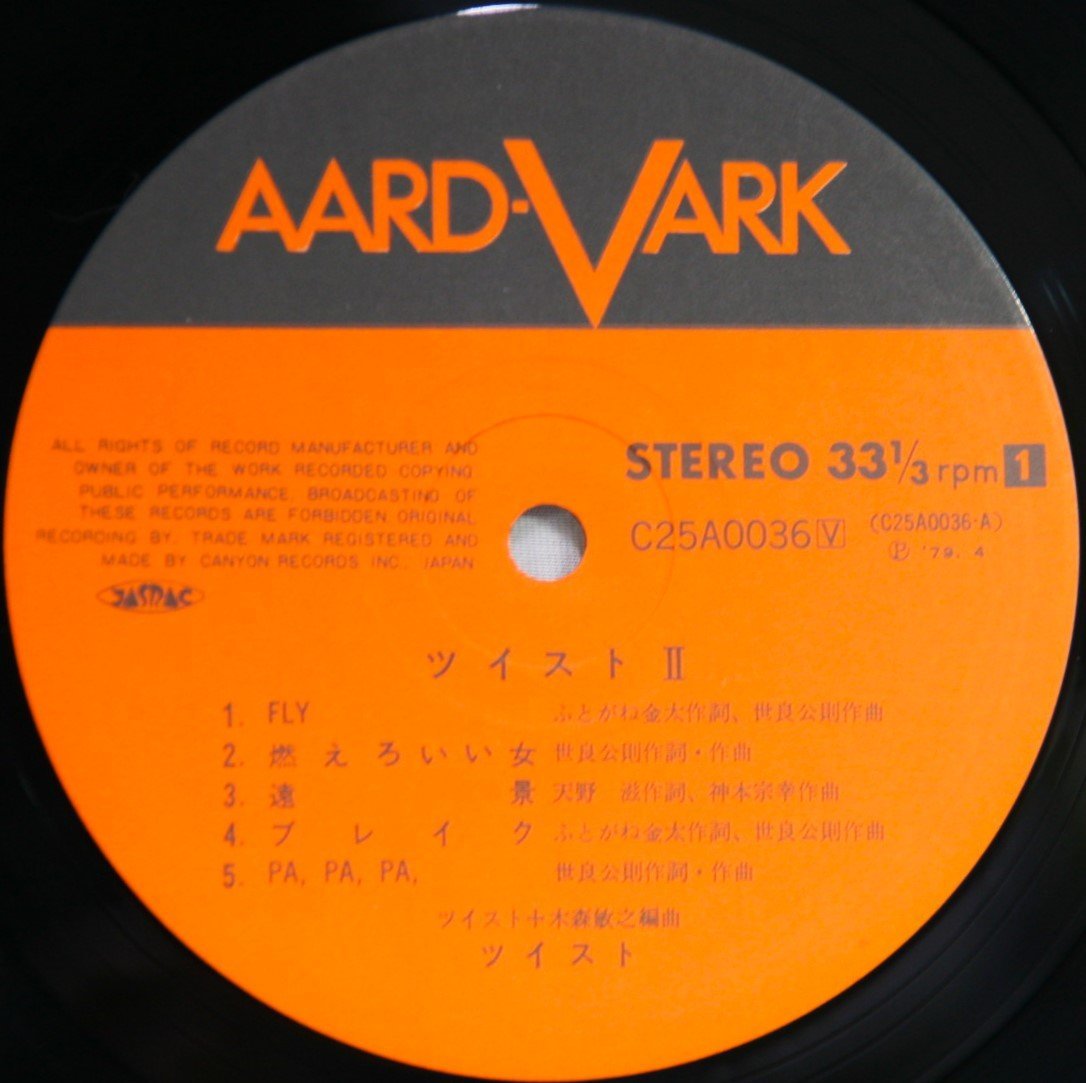 AARD-VARK
ALL RIGHTS OF RECORD MANUFACTURER AND
OWNER OF THE WORK RECORDED COPYING
PUBLIC PERFORMANCE, BROADCASTING OF
THESE RECORDS ARE FORBIDDEN. ORIGINAL
RECORDING BY. TRADE MARK REGISTERED AND
MADE BY CANYON RECORDS INC., JAPAN
JASRAC
STEREO 33 1/3 rpm 1
C25A0036 V (C25A0036-A)
Ⓟ '79. 4
ツイストⅡ
1. FLY ふとがね金太作詞、世良公則作曲
2. 燃えろいい女 世良公則作詞・作曲
3. 遠景 天野 滋作詞、神本宗幸作曲
4. ブレイク ふとがね金太作詞、世良公則作曲
5. PA, PA, PA, 世良公則作詞・作曲
ツイスト+木森敏之編曲
ツイスト